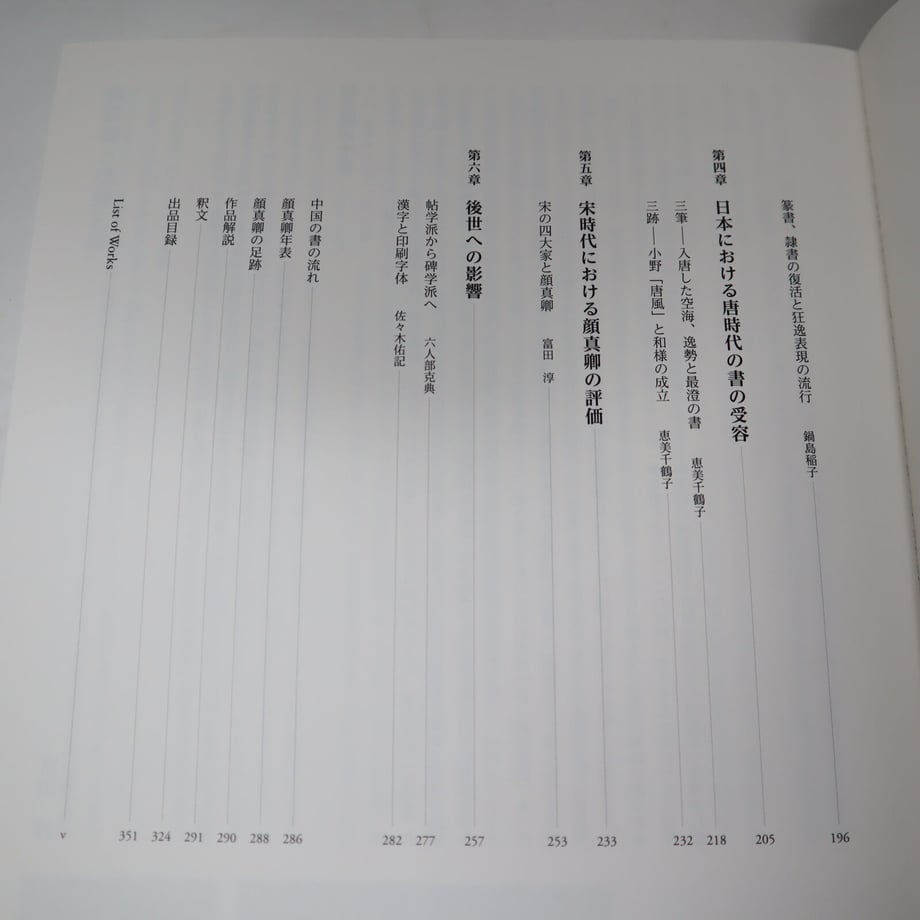 篆書、隷書の復活と狂逸表現の流行 鍋島稲子 196
第四章 日本における唐時代の書の受容 205
三筆──入唐した空海、逸勢と最澄の書 恵美千鶴子 218
三跡──小野「唐風」と和様の成立 恵美千鶴子 232
第五章 宋時代における顔真卿の評価 233
宋の四大家と顔真卿 富田 淳 253
第六章 後世への影響 257
帖学派から碑学派へ 六人部克典 277
漢字と印刷字体 佐々木佑記 282
中国の書の流れ 286
顔真卿年表 288
顔真卿の足跡 290
作品解説 291
釈文 324
出品目録 351
List of Works v